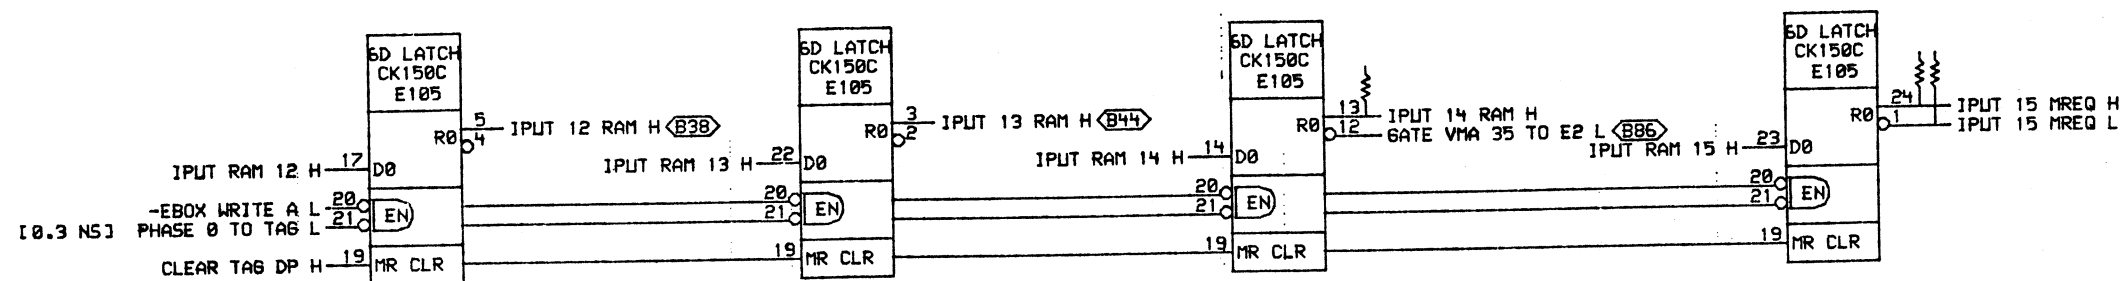 6D LATCH
CK150C
E105
5
R0
4
IPUT 12 RAM H
B38
IPUT RAM 12 H
17
D0
-EBOX WRITE A L
20
EN
[0.3 NS]
PHASE 0 TO TAG L
21
CLEAR TAG DP H
19
MR CLR
6D LATCH
CK150C
E105
3
R0
2
IPUT 13 RAM H
B44
IPUT RAM 13 H
22
D0
20
EN
21
19
MR CLR
6D LATCH
CK150C
E105
13
IPUT 14 RAM H
R0
12
GATE VMA 35 TO E2 L
B86
IPUT RAM 14 H
14
D0
20
EN
21
19
MR CLR
6D LATCH
CK150C
E105
24
IPUT 15 MREQ H
R0
1
IPUT 15 MREQ L
IPUT RAM 15 H
23
D0
20
EN
21
19
MR CLR